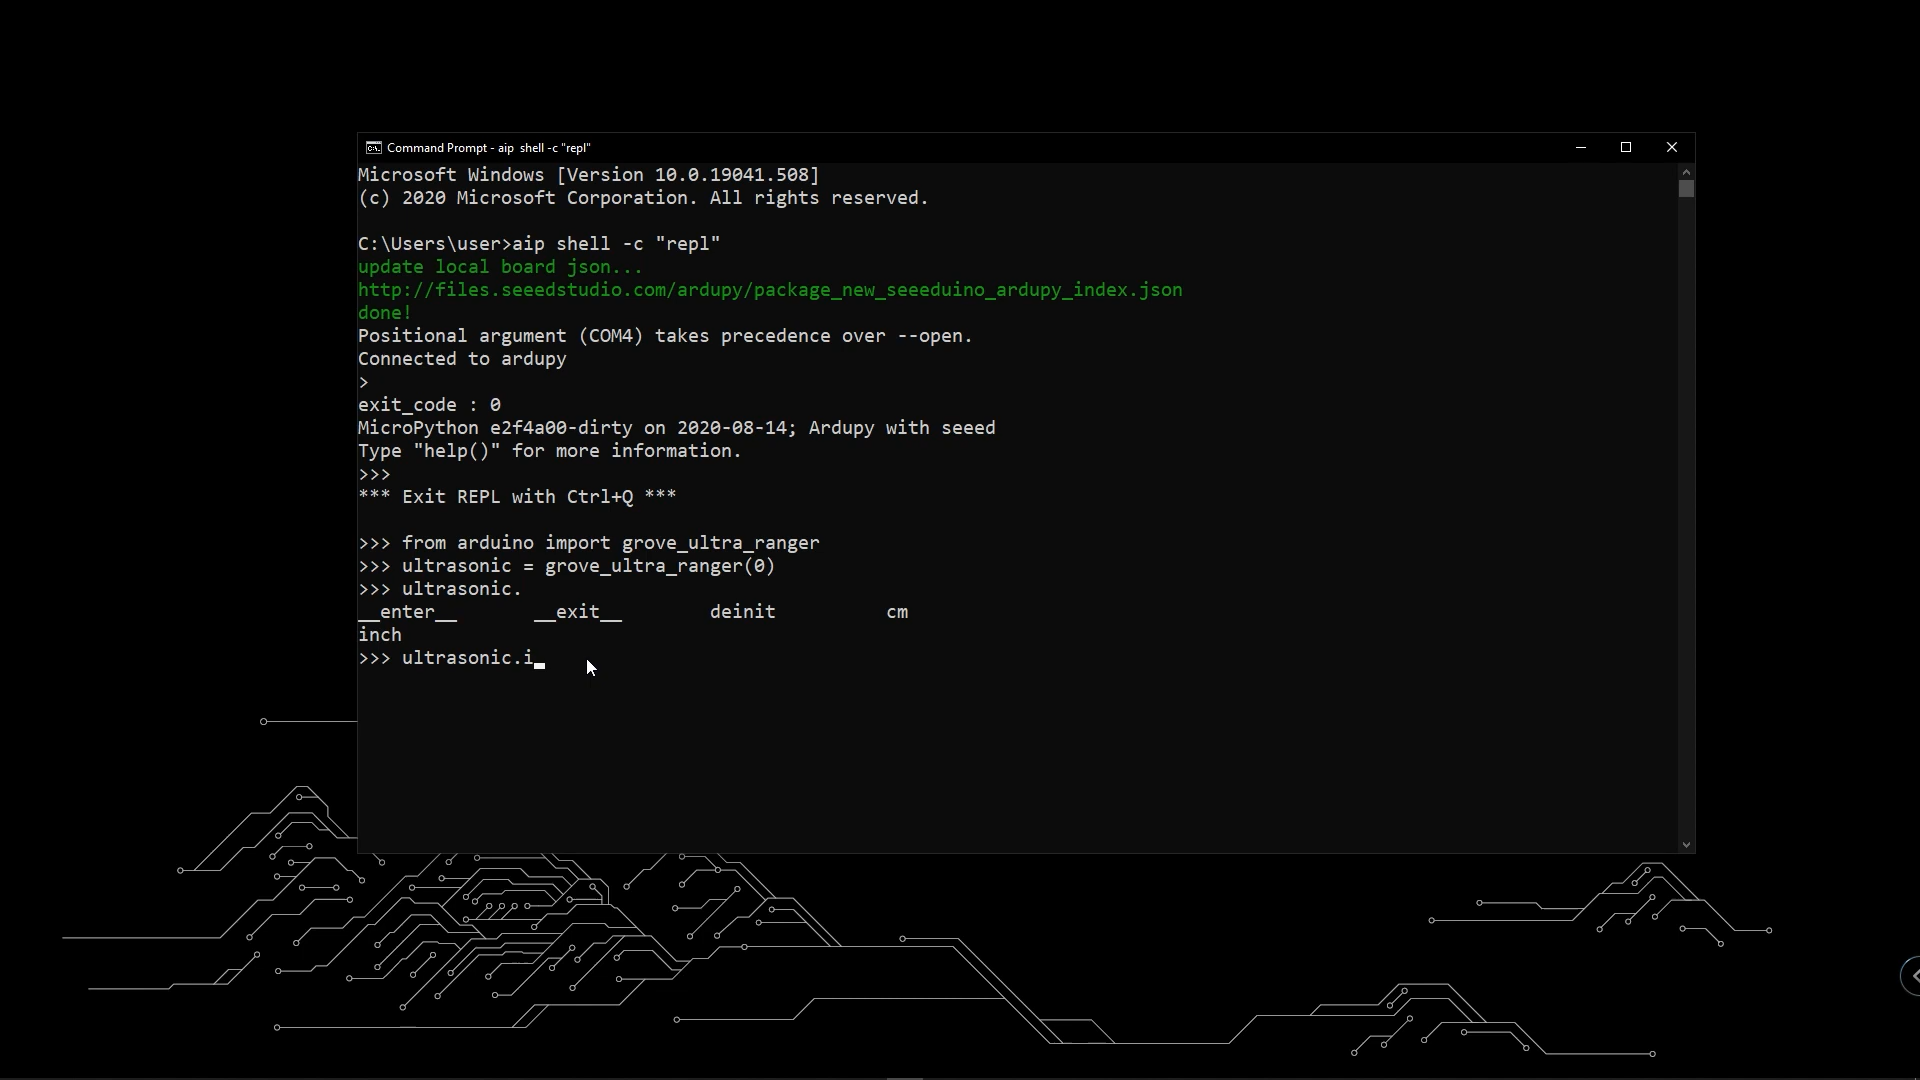 Command Prompt - aip  shell -c "repl"
Microsoft Windows [Version 10.0.19041.508]
(c) 2020 Microsoft Corporation. All rights reserved.
C:\Users\user>aip shell -c "repl"
update local board json...
http://files.seeedstudio.com/ardupy/package_new_seeeduino_ardupy_index.json
done!
Positional argument (COM4) takes precedence over --open.
Connected to ardupy
>
exit_code : 0
MicroPython e2f4a00-dirty on 2020-08-14; Ardupy with seeed
Type "help()" for more information.
>>>
*** Exit REPL with Ctrl+Q ***
>>> from arduino import grove_ultra_ranger
>>> ultrasonic = grove_ultra_ranger(0)
>>> ultrasonic.
__enter__       __exit__        deinit          cm
inch
>>> ultrasonic.i